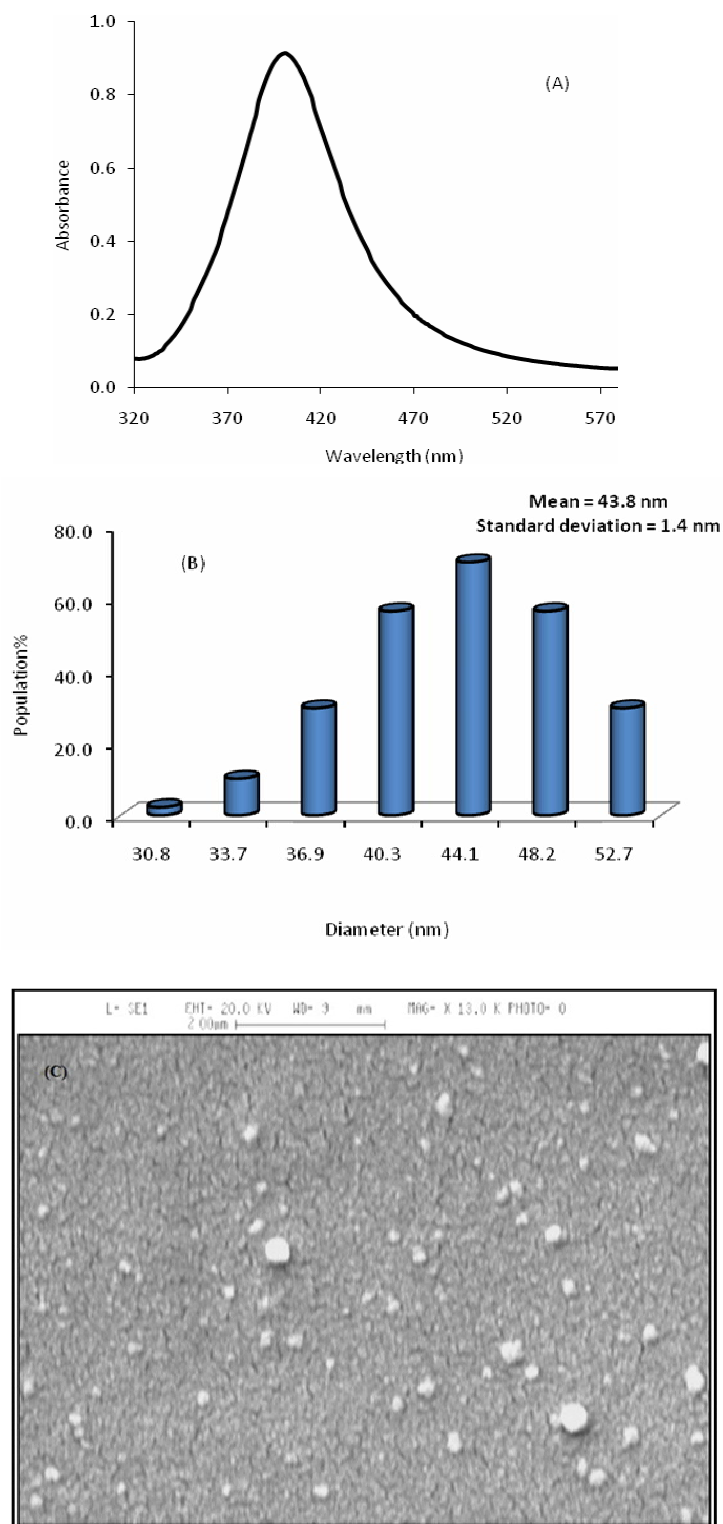 1.0
(A)
0.8
0.6
0.4
0.2
0.0
Absorbance
320 370 420 470 520 570
Wavelength (nm)
Mean = 43.8 nm
Standard deviation = 1.4 nm
80.0
(B)
60.0
40.0
20.0
0.0
Population%
30.8 33.7 36.9 40.3 44.1 48.2 52.7
Diameter (nm)
L= SE1 EHT= 20.0 KV WD= 9 mm MAG= X 13.0 K PHOTO= 0
2.00µm
(C)